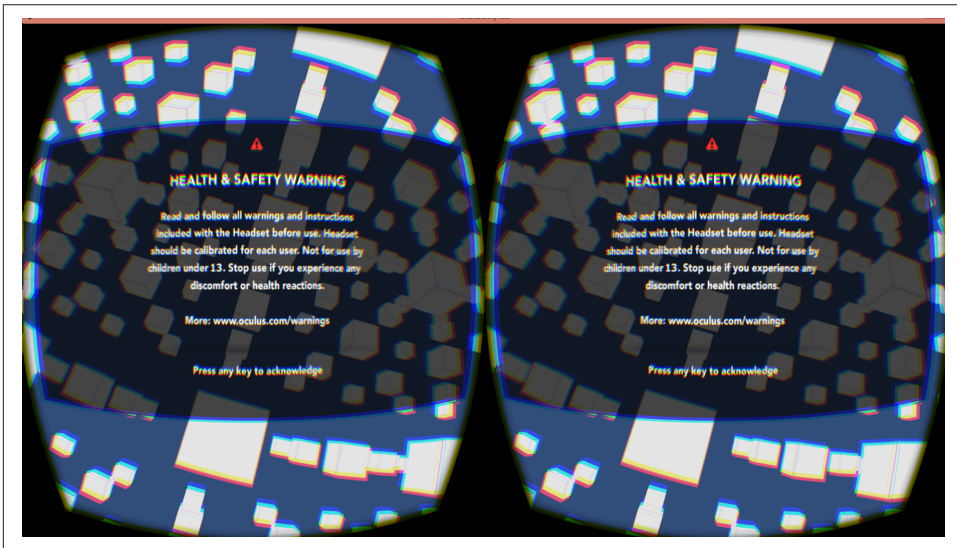 HEALTH & SAFETY WARNING
Read and follow all warnings and instructions
included with the Headset before use. Headset
should be calibrated for each user. Not for use by
children under 13. Stop use if you experience any
discomfort or health reactions.
More: www.oculus.com/warnings
Press any key to acknowledge
HEALTH & SAFETY WARNING
Read and follow all warnings and instructions
included with the Headset before use. Headset
should be calibrated for each user. Not for use by
children under 13. Stop use if you experience any
discomfort or health reactions.
More: www.oculus.com/warnings
Press any key to acknowledge